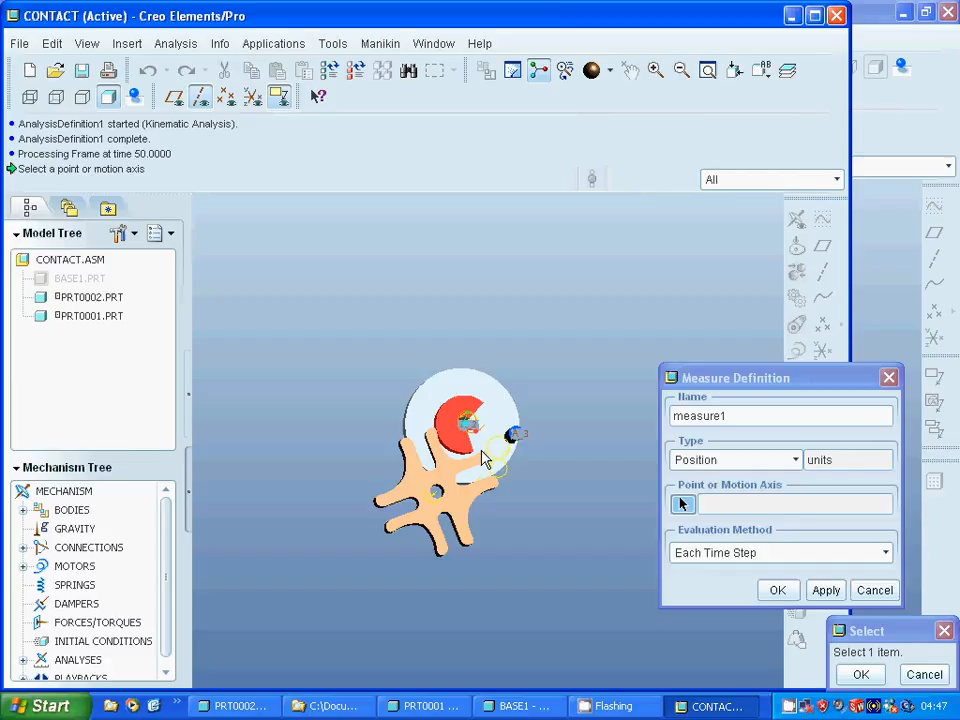 CONTACT (Active) - Creo Elements/Pro
File Edit View Insert Analysis Info Applications Tools Manikin Window Help
AnalysisDefinition1 started (Kinematic Analysis).
AnalysisDefinition1 complete.
Processing Frame at time 50.0000
Select a point or motion axis
All
Model Tree
CONTACT.ASM
BASE1.PRT
PRT0002.PRT
PRT0001.PRT
Mechanism Tree
MECHANISM
BODIES
GRAVITY
CONNECTIONS
MOTORS
SPRINGS
DAMPERS
FORCES/TORQUES
INITIAL CONDITIONS
ANALYSES
PLAYBACKS
Measure Definition
Name
measure1
Type
Position units
Point or Motion Axis
Evaluation Method
Each Time Step
OK Apply Cancel
Select
Select 1 item.
OK Cancel
Start PRT0002... C:\Docu... PRT0001 ... BASE1 - ... Flashing CONTAC... 04:47